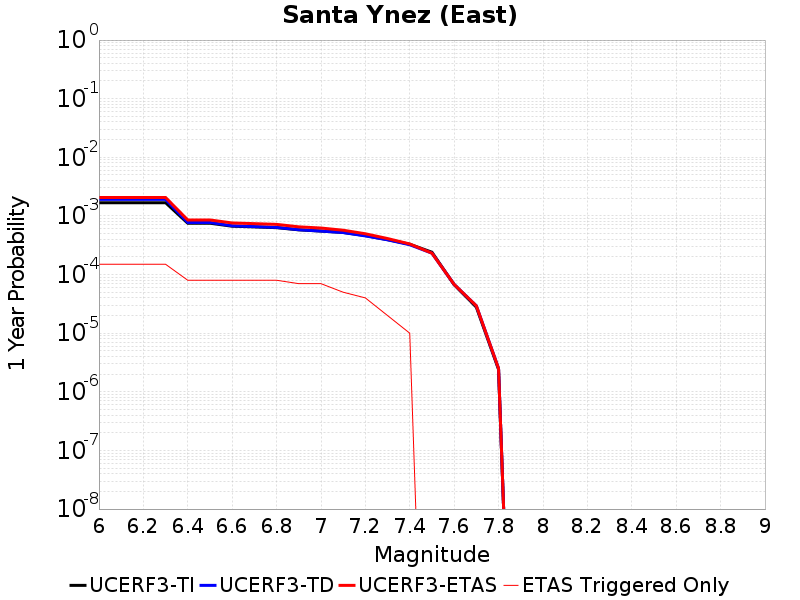 Santa Ynez (East)
1 Year Probability
10^0
10^-1
10^-2
10^-3
10^-4
10^-5
10^-6
10^-7
10^-8
6 6.2 6.4 6.6 6.8 7 7.2 7.4 7.6 7.8 8 8.2 8.4 8.6 8.8 9
Magnitude
UCERF3-TI UCERF3-TD UCERF3-ETAS ETAS Triggered Only